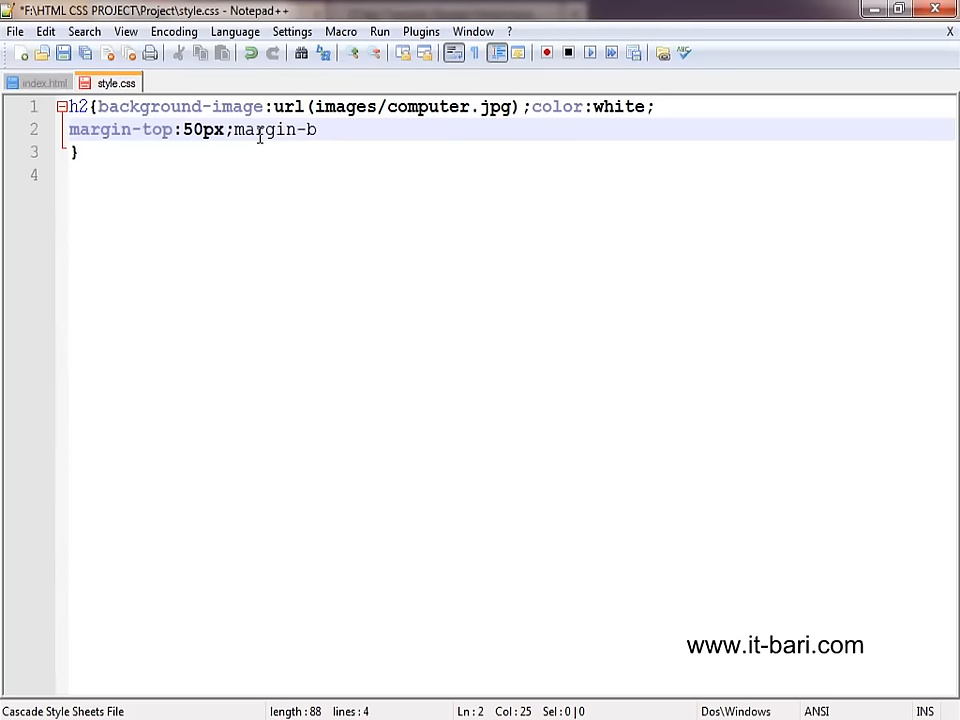 *F:\HTML CSS PROJECT\Project\style.css - Notepad++
File Edit Search View Encoding Language Settings Macro Run Plugins Window ? X
index.html style.css
1 h2{background-image:url(images/computer.jpg);color:white;
2 margin-top:50px;margin-b
3 }
4
www.it-bari.com
Cascade Style Sheets File length : 88 lines : 4 Ln : 2 Col : 25 Sel : 0 | 0 Dos\Windows ANSI INS